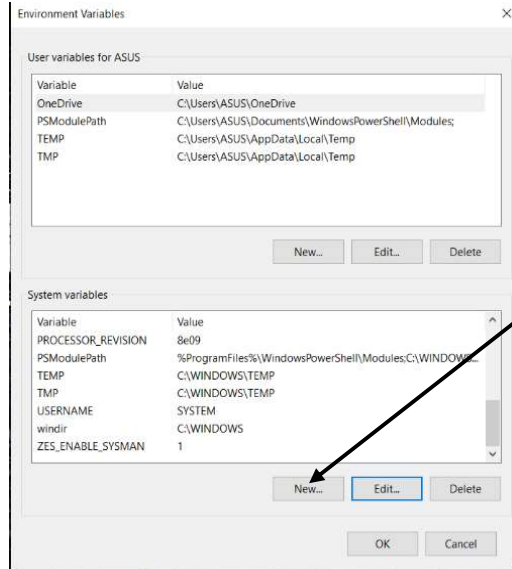 Environment Variables
User variables for ASUS
Variable Value
OneDrive C:\Users\ASUS\OneDrive
PSModulePath C:\Users\ASUS\Documents\WindowsPowerShell\Modules;
TEMP C:\Users\ASUS\AppData\Local\Temp
TMP C:\Users\ASUS\AppData\Local\Temp
New... Edit... Delete
System variables
Variable Value
PROCESSOR_REVISION 8e09
PSModulePath %ProgramFiles%\WindowsPowerShell\Modules;C:\WINDOWS...
TEMP C:\WINDOWS\TEMP
TMP C:\WINDOWS\TEMP
USERNAME SYSTEM
windir C:\WINDOWS
ZES_ENABLE_SYSMAN 1
New... Edit... Delete
OK Cancel